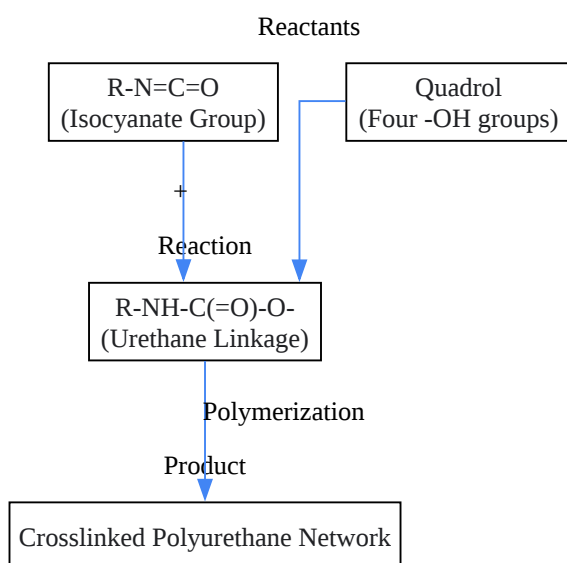 Reactants
R-N=C=O
(Isocyanate Group)
Quadrol
(Four -OH groups)
+
Reaction
R-NH-C(=O)-O-
(Urethane Linkage)
Polymerization
Product
Crosslinked Polyurethane Network